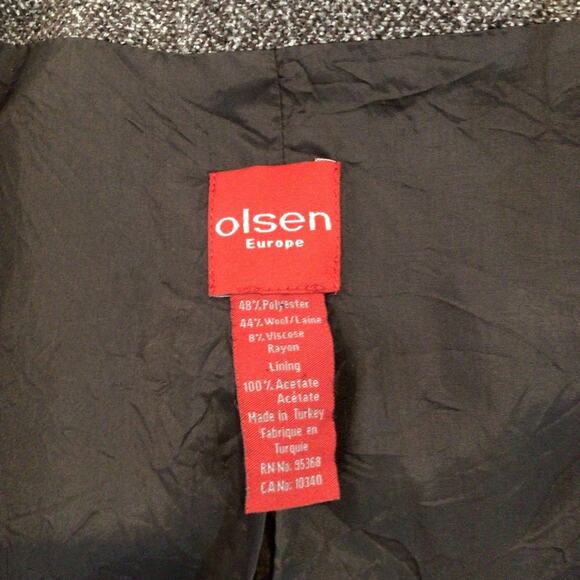 olsen
Europe
48% Polyester
44% Wool/Laine
8% Viscose
Rayon
Lining
100% Acetate
Acétate
Made in Turkey
Fabrique en
Turquie
RN No: 95368
CA No: 10340